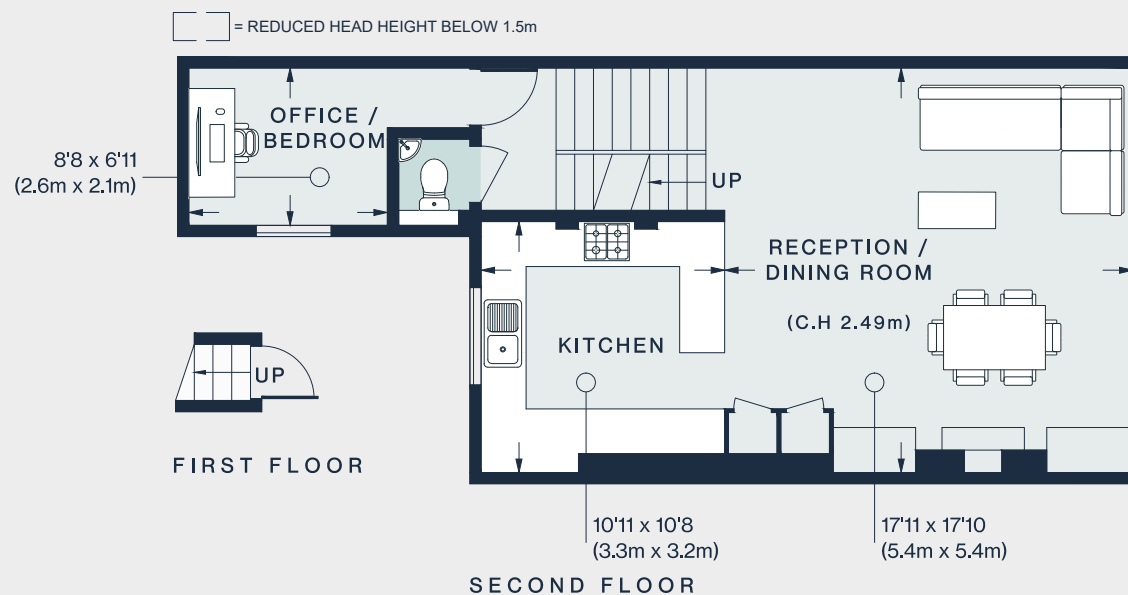 = REDUCED HEAD HEIGHT BELOW 1.5m
OFFICE /
BEDROOM
8'8 x 6'11
(2.6m x 2.1m)
UP
RECEPTION /
DINING ROOM
(C.H 2.49m)
KITCHEN
UP
FIRST FLOOR
10'11 x 10'8
(3.3m x 3.2m)
17'11 x 17'10
(5.4m x 5.4m)
SECOND FLOOR